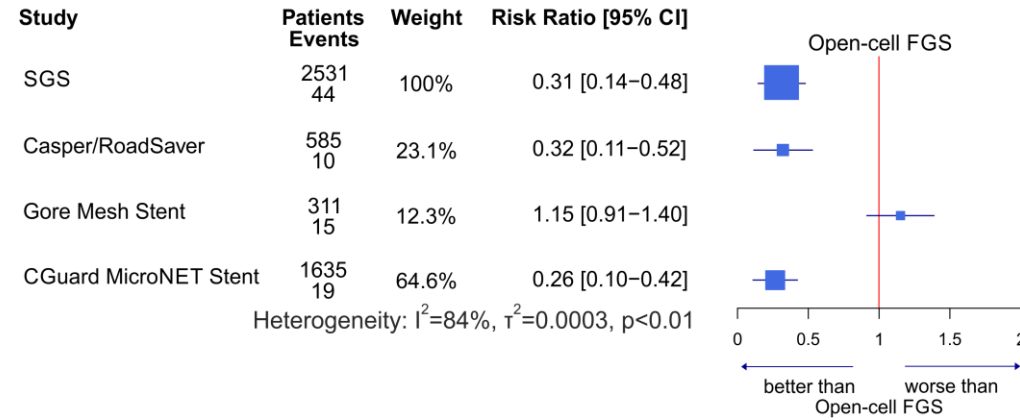 Study Patients Events Weight Risk Ratio [95% CI]
Open-cell FGS
SGS 2531 44 100% 0.31 [0.14−0.48]
Casper/RoadSaver 585 10 23.1% 0.32 [0.11−0.52]
Gore Mesh Stent 311 15 12.3% 1.15 [0.91−1.40]
CGuard MicroNET Stent 1635 19 64.6% 0.26 [0.10−0.42]
Heterogeneity: I²=84%, τ²=0.0003, p<0.01
0 0.5 1 1.5 2
better than worse than
Open-cell FGS